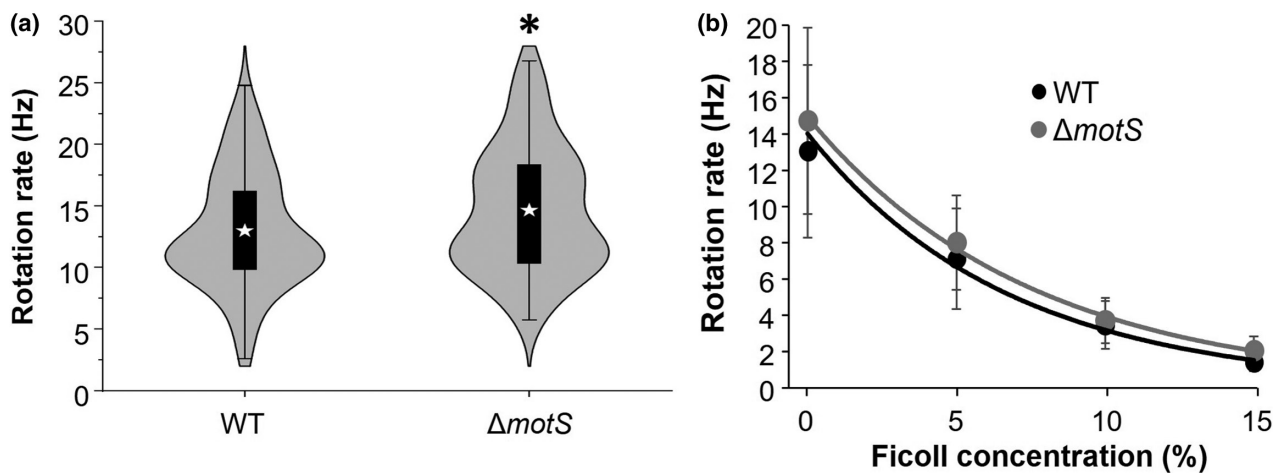 (a)
Rotation rate (Hz)
30
25
20
15
10
5
0
*
WT
ΔmotS
(b)
Rotation rate (Hz)
20
18
16
14
12
10
8
6
4
2
0
WT
ΔmotS
0 5 10 15
Ficoll concentration (%)